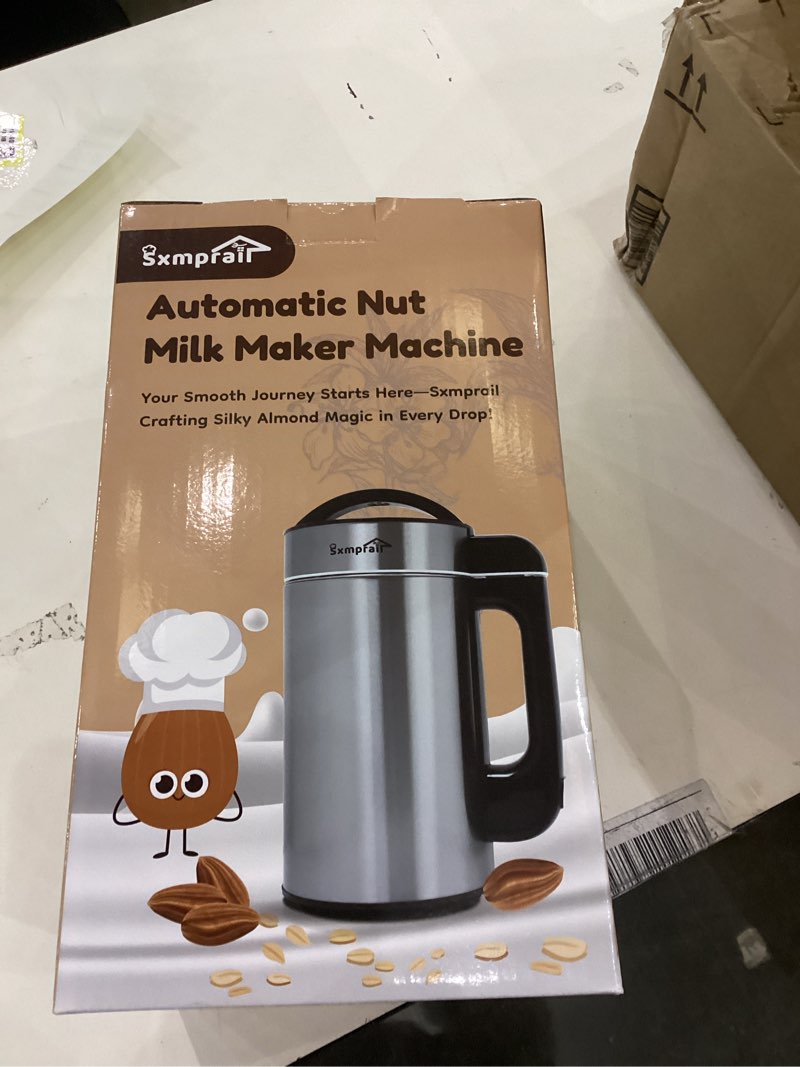 Sxmprail
Automatic Nut
Milk Maker Machine
Your Smooth Journey Starts Here—Sxmprail
Crafting Silky Almond Magic in Every Drop!
Sxmprail